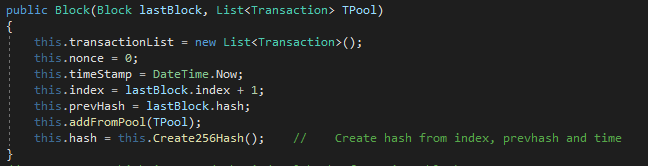 public Block(Block lastBlock, List<Transaction> TPool)
{
this.transactionList = new List<Transaction>();
this.nonce = 0;
this.timeStamp = DateTime.Now;
this.index = lastBlock.index + 1;
this.prevHash = lastBlock.hash;
this.addFromPool(TPool);
this.hash = this.Create256Hash();    //    Create hash from index, prevhash and time
}